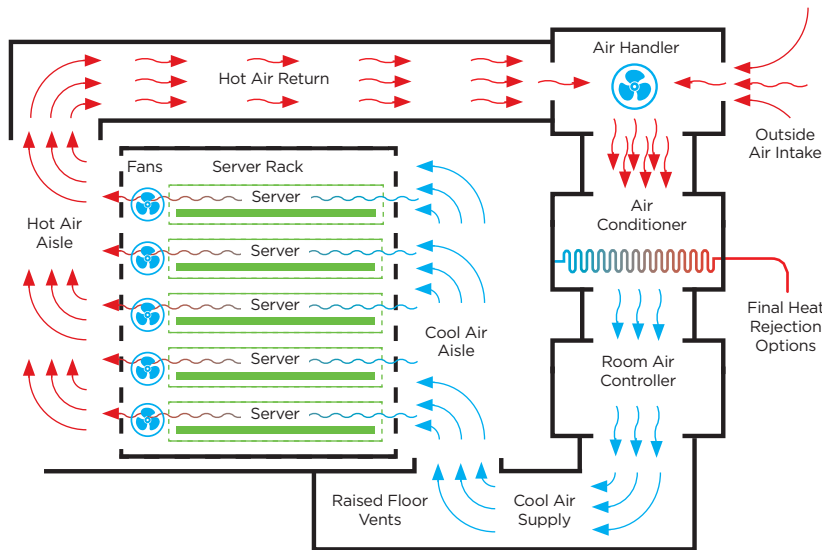 Air Handler
Hot Air Return
Outside
Air Intake
Fans
Server Rack
Server
Air
Conditioner
Hot Air
Aisle
Server
Server
Final Heat
Rejection
Options
Cool Air
Aisle
Server
Room Air
Controller
Server
Raised Floor
Vents
Cool Air
Supply